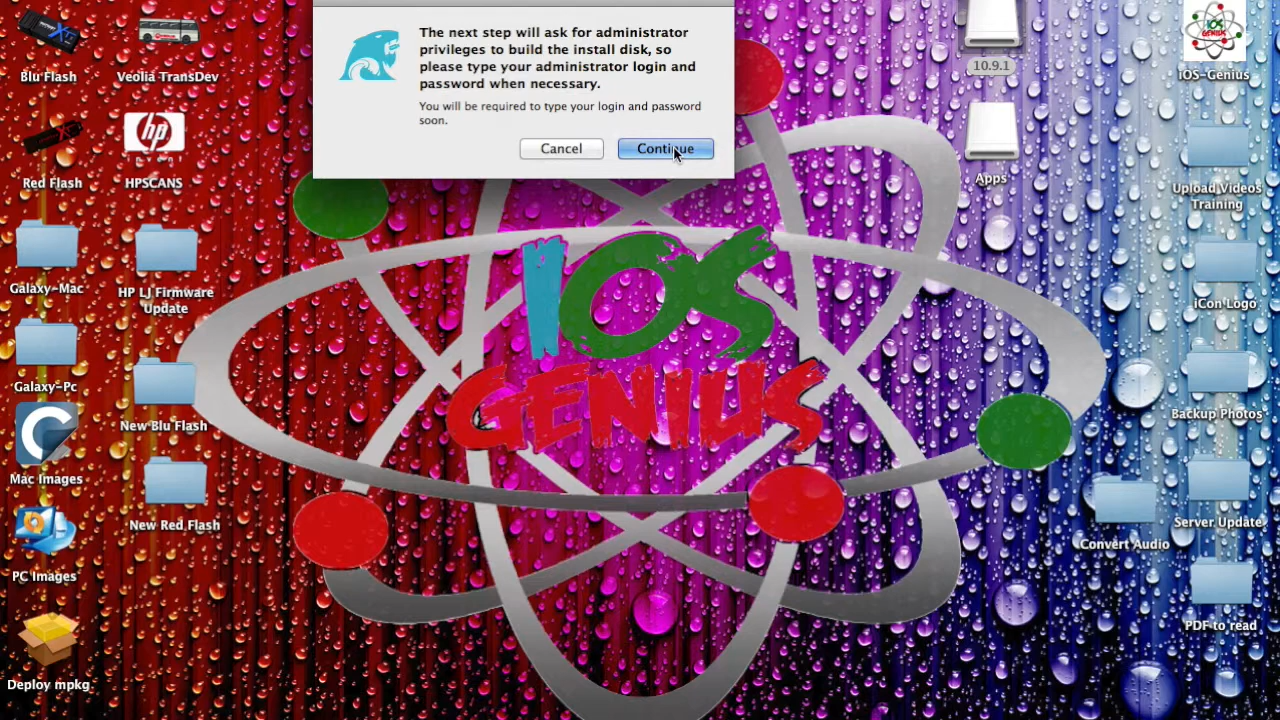 The next step will ask for administrator
privileges to build the install disk, so
please type your administrator login and
password when necessary.
You will be required to type your login and password
soon.
Cancel
Continue
Blu Flash
Veolia TransDev
Red Flash
HPSCANS
hp
invent
Galaxy-Mac
HP LJ Firmware
Update
Galaxy-Pc
New Blu Flash
Mac Images
New Red Flash
PC Images
Deploy mpkg
IOS
GENIUS
10.9.1
Apps
IOS
GENIUS
iOS-Genius
Upload Videos
Training
iCon Logo
Backup Photos
Server Update
Convert Audio
PDF to read